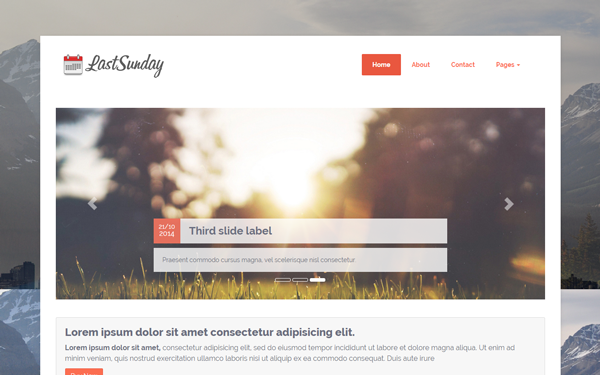 LastSunday
Home About Contact Pages
21/10
2014
Third slide label
Praesent commodo cursus magna, vel scelerisque nisl consectetur
Lorem ipsum dolor sit amet consectetur adipisicing elit.
Lorem ipsum dolor sit amet, consectetur adipisicing elit, sed do eiusmod tempor incididunt ut labore et dolore magna aliqua. Ut enim ad
minim veniam, quis nostrud exercitation ullamco laboris nisi ut aliquip ex ea commodo consequat. Duis aute irure